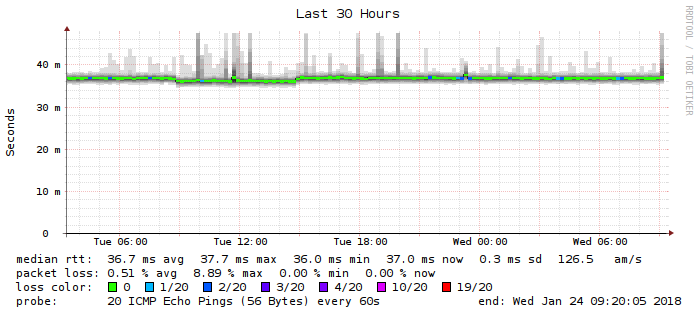 Last 30 Hours
RRDTOOL / TOBI OETIKER
Seconds
40 m
30 m
20 m
10 m
0
Tue 06:00 Tue 12:00 Tue 18:00 Wed 00:00 Wed 06:00
median rtt: 36.7 ms avg 37.7 ms max 36.0 ms min 37.0 ms now 0.3 ms sd 126.5 am/s
packet loss: 0.51 % avg 8.89 % max 0.00 % min 0.00 % now
loss color: 0 1/20 2/20 3/20 4/20 10/20 19/20
probe: 20 ICMP Echo Pings (56 Bytes) every 60s end: Wed Jan 24 09:20:05 2018